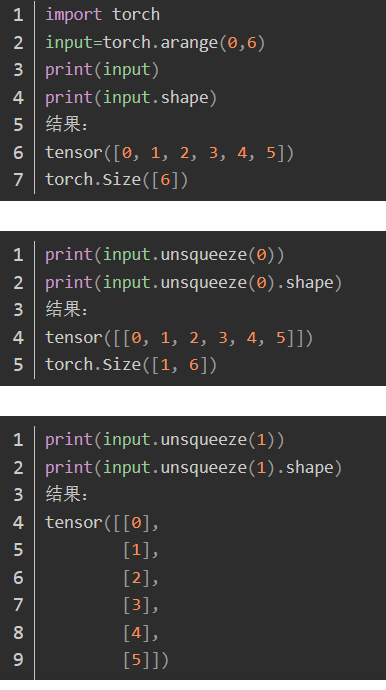 1 import torch
2 input=torch.arange(0,6)
3 print(input)
4 print(input.shape)
5 结果:
6 tensor([0, 1, 2, 3, 4, 5])
7 torch.Size([6])
1 print(input.unsqueeze(0))
2 print(input.unsqueeze(0).shape)
3 结果:
4 tensor([[0, 1, 2, 3, 4, 5]])
5 torch.Size([1, 6])
1 print(input.unsqueeze(1))
2 print(input.unsqueeze(1).shape)
3 结果:
4 tensor([[0],
5         [1],
6         [2],
7         [3],
8         [4],
9         [5]])